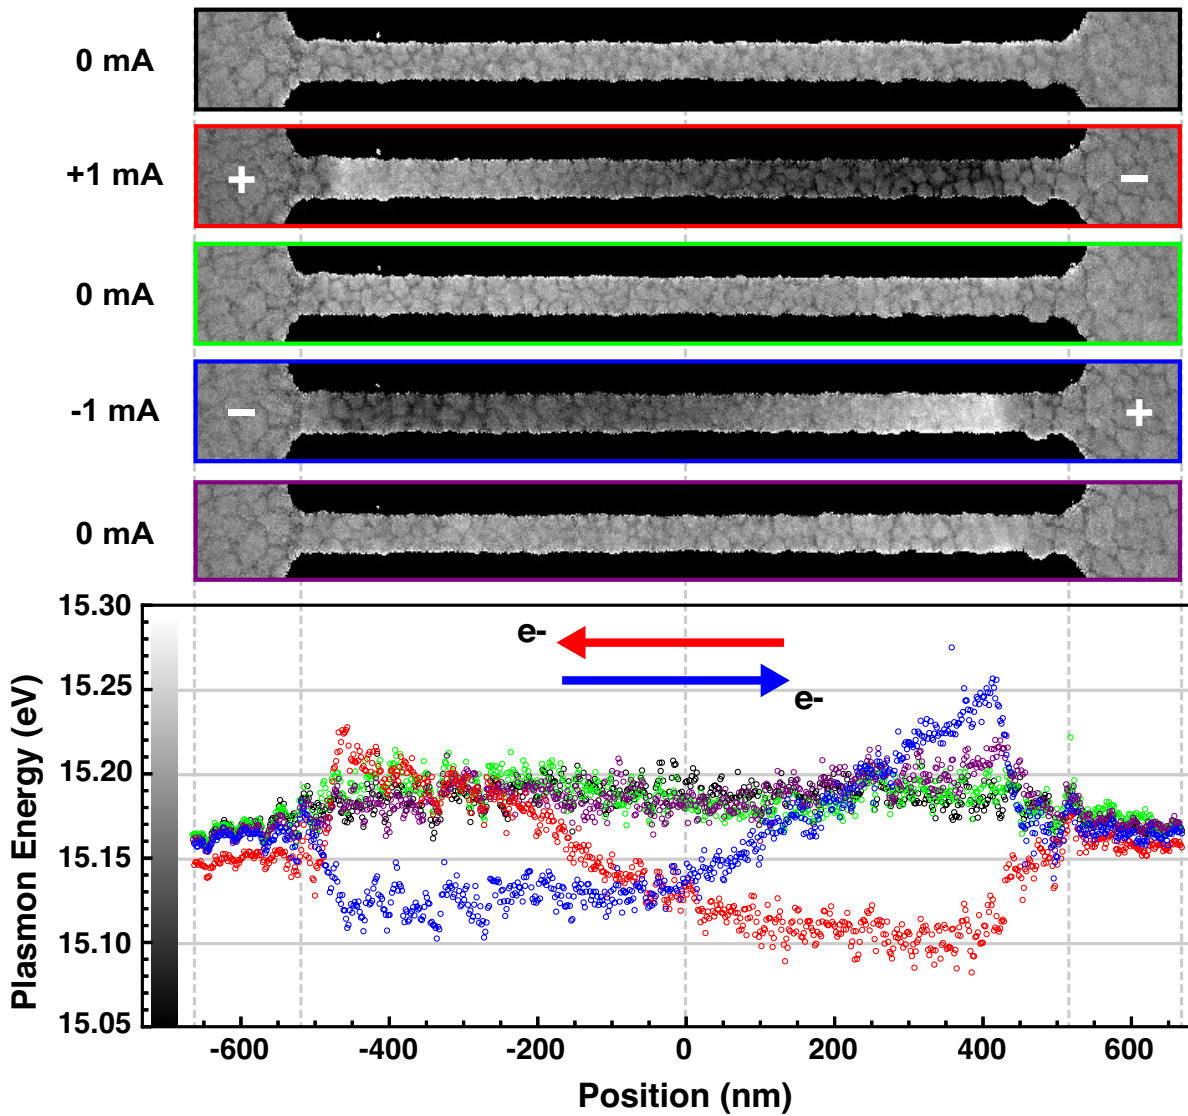 0 mA
+1 mA
+ −
0 mA
-1 mA
− +
0 mA
15.30
15.25
15.20
15.15
15.10
15.05
Plasmon Energy (eV)
e-
e-
-600 -400 -200 0 200 400 600
Position (nm)